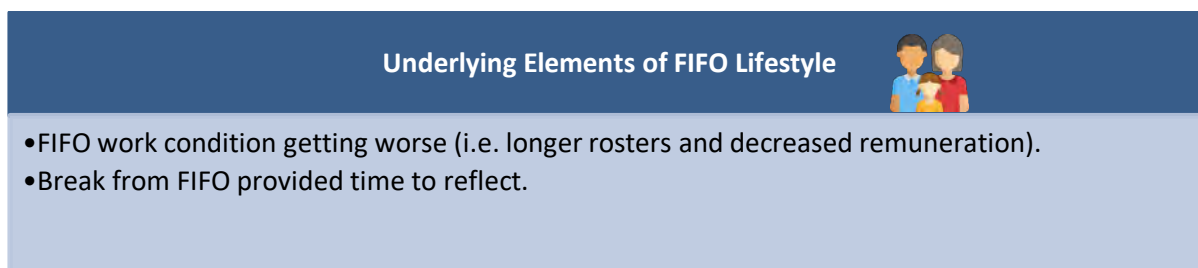 Underlying Elements of FIFO Lifestyle
•FIFO work condition getting worse (i.e. longer rosters and decreased remuneration).
•Break from FIFO provided time to reflect.